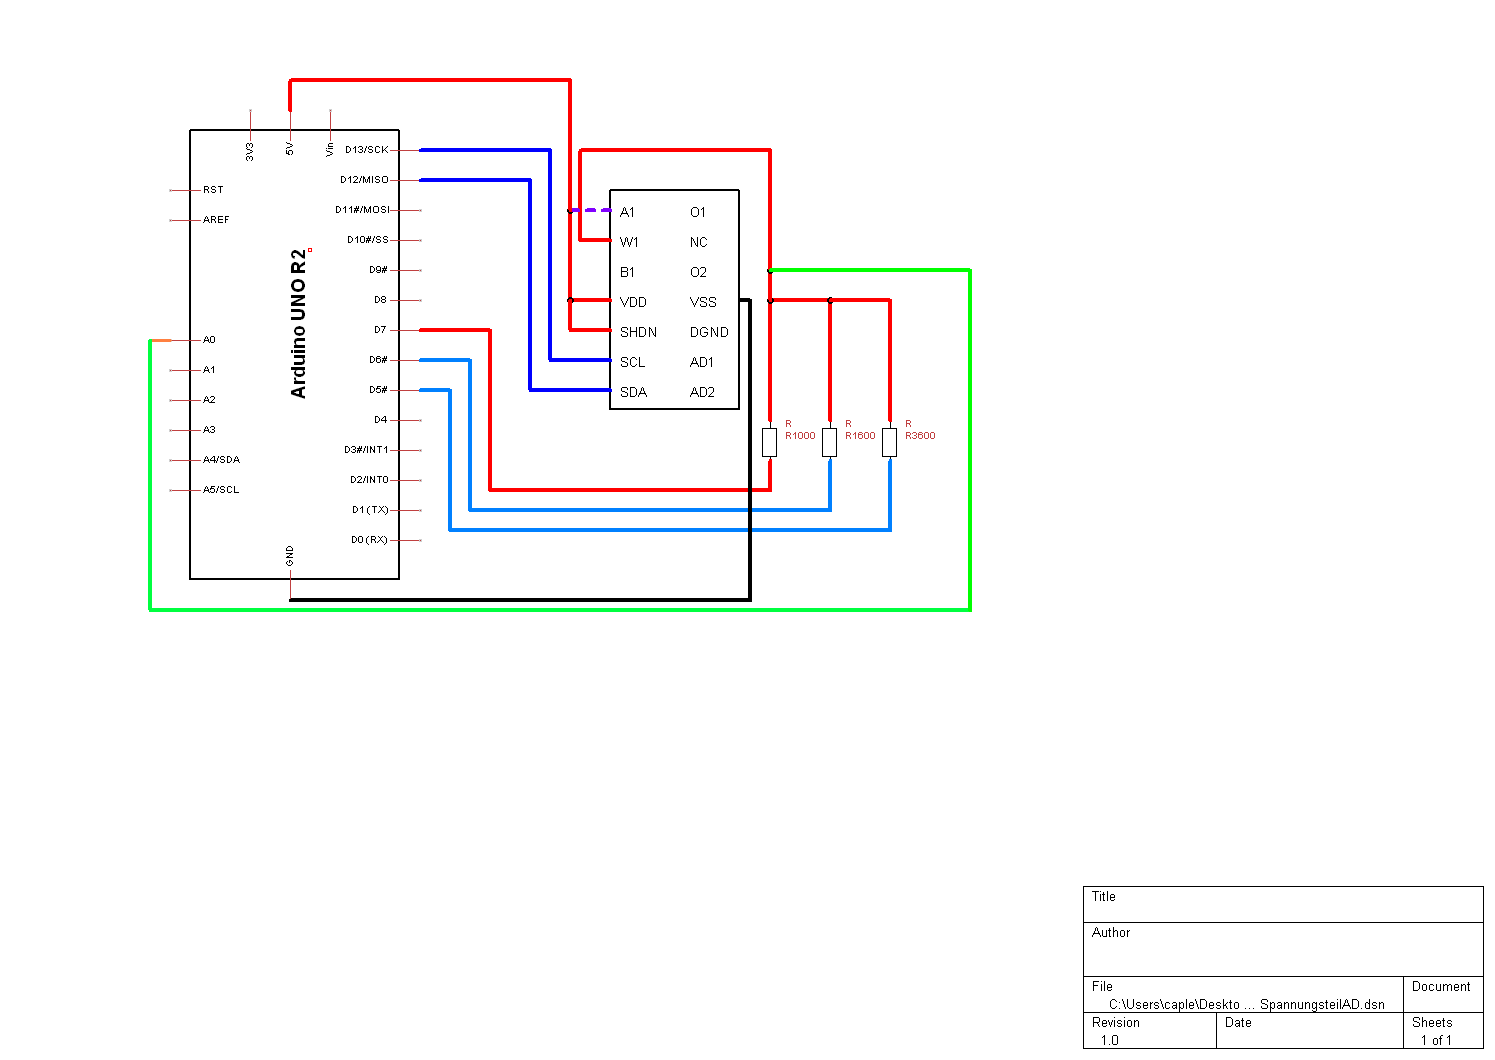 3V3
5V
Vin
RST
AREF
A0
A1
A2
A3
A4/SDA
A5/SCL
Arduino UNO R2
GND
D13/SCK
D12/MISO
D11#/MOSI
D10#/SS
D9#
D8
D7
D6#
D5#
D4
D3#/INT1
D2/INT0
D1(TX)
D0(RX)
A1 O1
W1 NC
B1 O2
VDD VSS
SHDN DGND
SCL AD1
SDA AD2
R
R1000
R
R1600
R
R3600
Title
Author
File
C:\Users\caple\Deskto ... SpannungsteilAD.dsn
Document
Revision
1.0
Date
Sheets
1 of 1